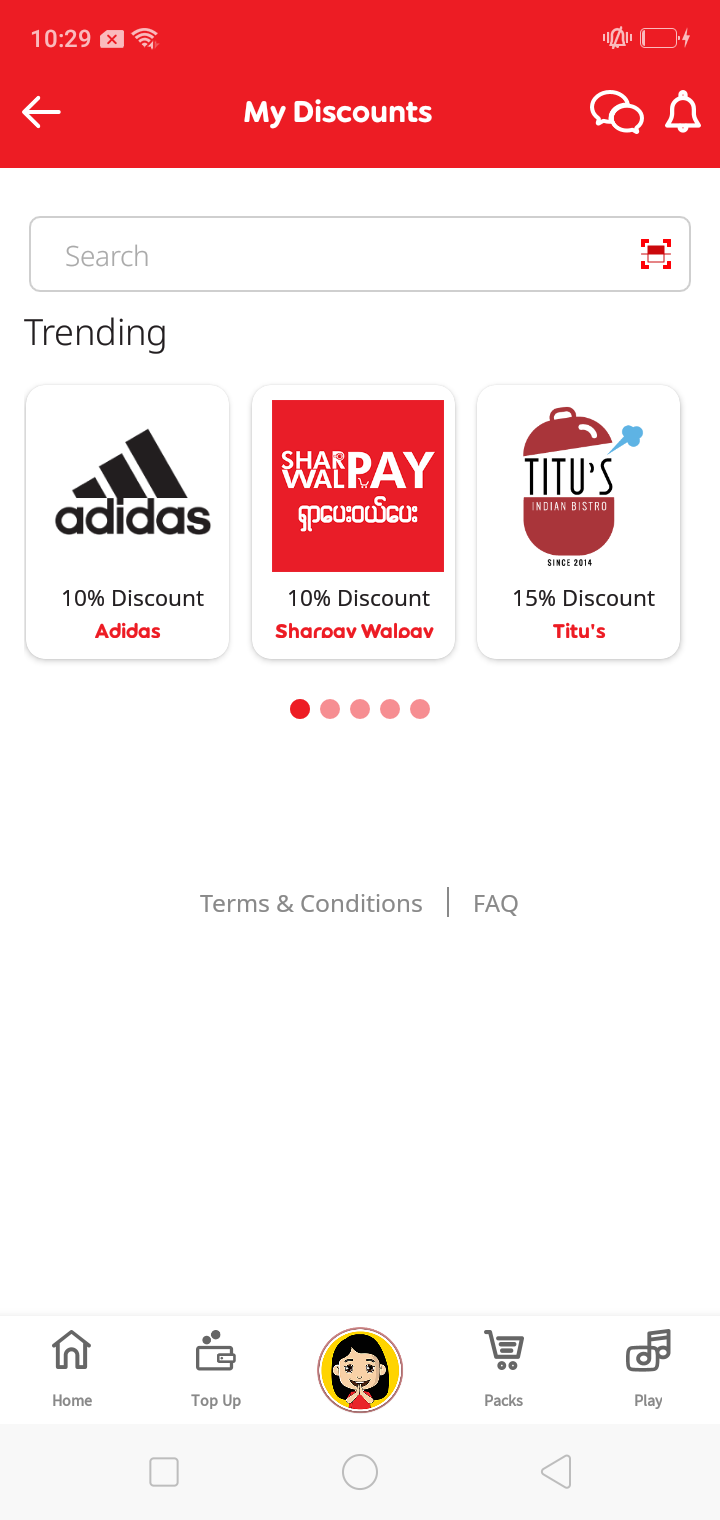 10:29
My Discounts
Search
Trending
adidas
10% Discount
Adidas
SHAR
WAL PAY
ရှာပေးဝယ်ပေး
10% Discount
Sharpay Walpay
TITU'S
INDIAN BISTRO
SINCE 2014
15% Discount
Titu's
Terms & Conditions | FAQ
Home
Top Up
Packs
Play